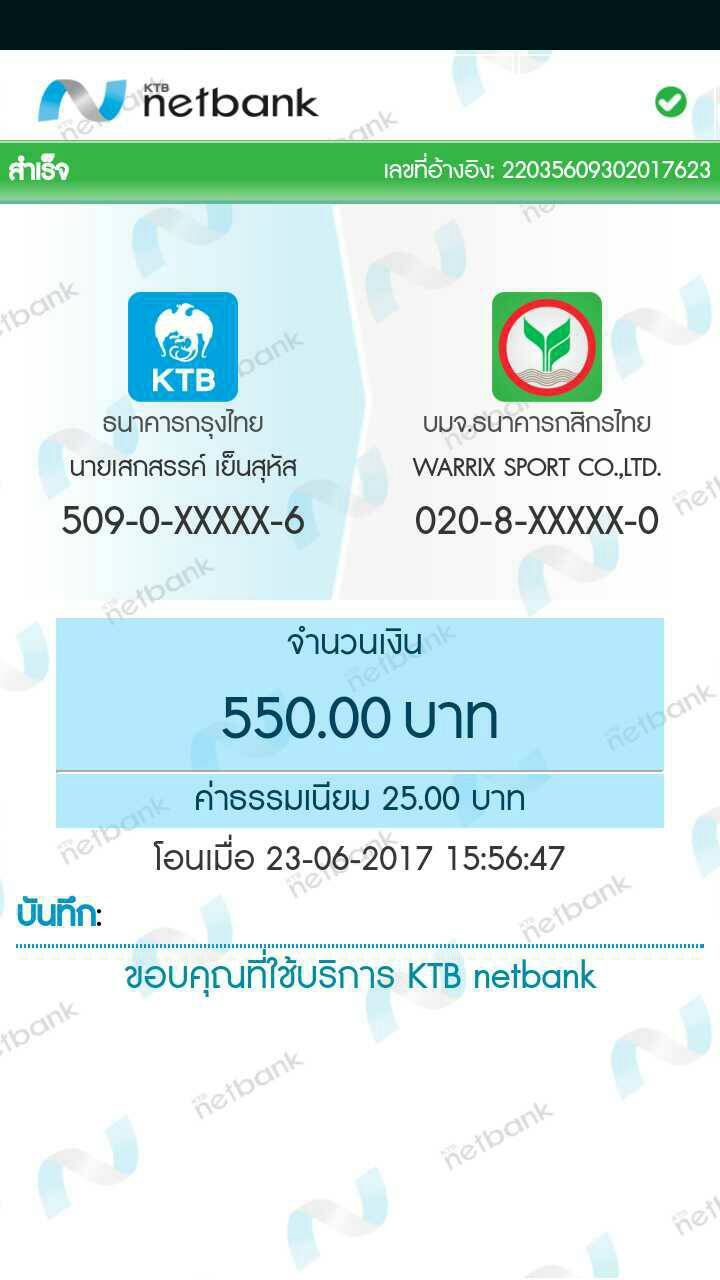 KTB netbank
สำเร็จ
เลขที่อ้างอิง: 22035609302017623
KTB
ธนาคารกรุงไทย
นายเสกสรรค์ เย็นสุหัส
509-0-XXXXX-6
บมจ.ธนาคารกสิกรไทย
WARRIX SPORT CO.,LTD.
020-8-XXXXX-0
จำนวนเงิน
550.00 บาท
ค่าธรรมเนียม 25.00 บาท
โอนเมื่อ 23-06-2017 15:56:47
บันทึก:
ขอบคุณที่ใช้บริการ KTB netbank